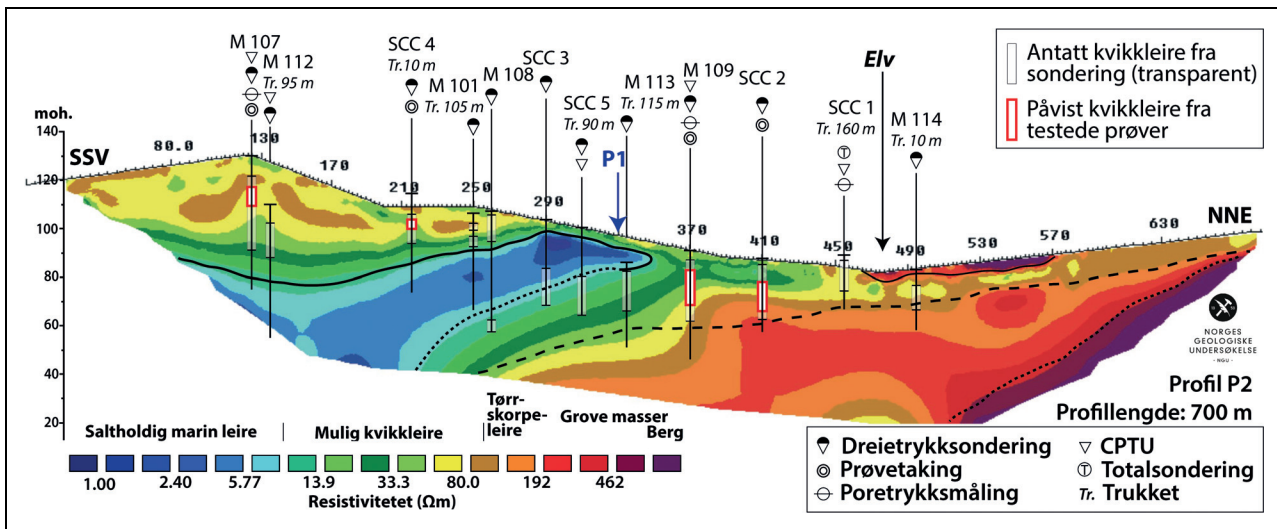 M 107
M 112
Tr. 95 m
SCC 4
Tr.10 m
M 101
Tr. 105 m
M 108
SCC 3
SCC 5
Tr. 90 m
M 113
Tr. 115 m
M 109
SCC 2
SCC 1
Tr. 160 m
Elv
M 114
Tr. 10 m
P1
Antatt kvikkleire fra
sondering (transparent)
Påvist kvikkleire fra
testede prøver
moh.
140
120
100
80
60
40
20
SSV
NNE
80.0
130
170
210
250
290
370
410
450
490
530
570
630
NORGES
GEOLOGISKE
UNDERSØKELSE
- NGU -
Profil P2
Profillengde: 700 m
Saltholdig marin leire
Mulig kvikkleire
Tørr-
skorpe-
leire
Grove masser
Berg
1.00 2.40 5.77 13.9 33.3 80.0 192 462
Resistivitetet (Ωm)
Dreietrykksondering
Prøvetaking
Poretrykksmåling
CPTU
Totalsondering
Tr. Trukket